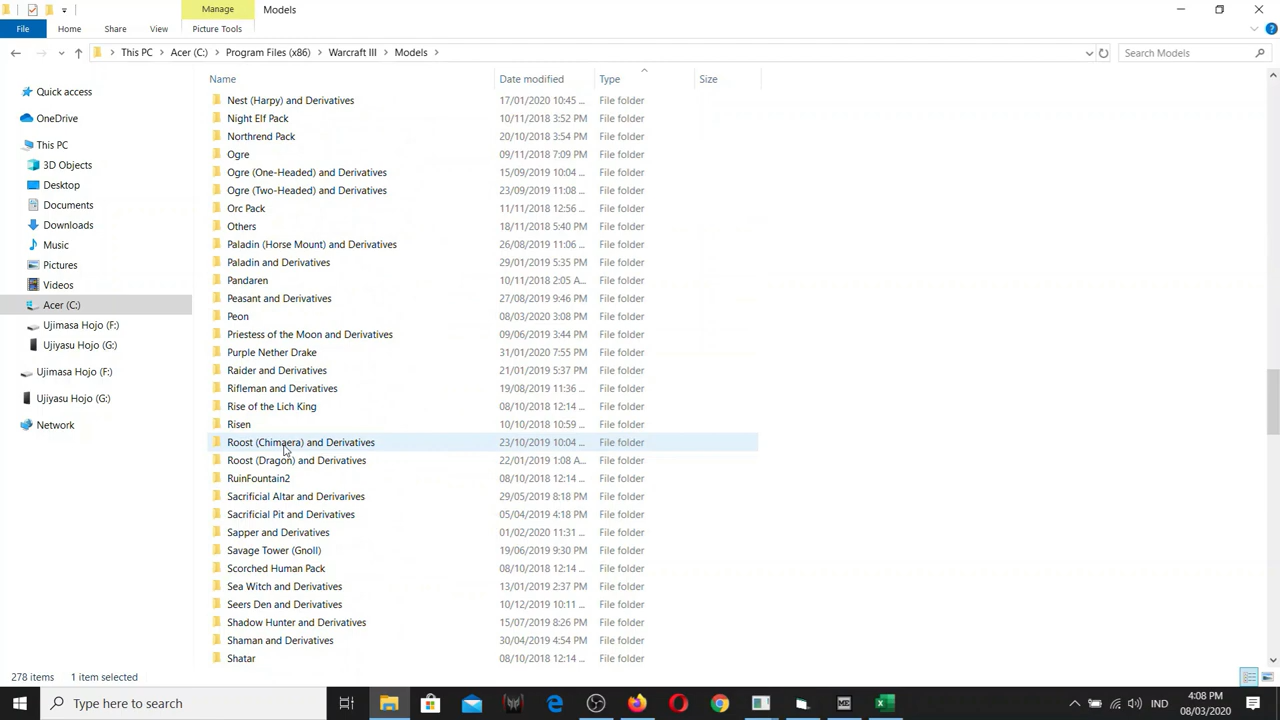 Manage
Models
File
Home
Share
View
Picture Tools
This PC
Acer (C:)
Program Files (x86)
Warcraft III
Models
Search Models
Name
Date modified
Type
Size
Quick access
OneDrive
This PC
3D Objects
Desktop
Documents
Downloads
Music
Pictures
Videos
Acer (C:)
Ujimasa Hojo (F:)
Ujiyasu Hojo (G:)
Ujimasa Hojo (F:)
Ujiyasu Hojo (G:)
Network
Nest (Harpy) and Derivatives 17/01/2020 10:45 ... File folder
Night Elf Pack 10/11/2018 3:52 PM File folder
Northrend Pack 20/10/2018 3:54 PM File folder
Ogre 09/11/2018 7:09 PM File folder
Ogre (One-Headed) and Derivatives 15/09/2019 10:04 ... File folder
Ogre (Two-Headed) and Derivatives 23/09/2019 11:08 ... File folder
Orc Pack 11/11/2018 12:56 ... File folder
Others 18/11/2018 5:40 PM File folder
Paladin (Horse Mount) and Derivatives 26/08/2019 11:06 ... File folder
Paladin and Derivatives 29/01/2019 5:35 PM File folder
Pandaren 10/11/2018 2:05 A... File folder
Peasant and Derivatives 27/08/2019 9:46 PM File folder
Peon 08/03/2020 3:08 PM File folder
Priestess of the Moon and Derivatives 09/06/2019 3:44 PM File folder
Purple Nether Drake 31/01/2020 7:55 PM File folder
Raider and Derivatives 21/01/2019 5:37 PM File folder
Rifleman and Derivatives 19/08/2019 11:36 ... File folder
Rise of the Lich King 08/10/2018 12:14 ... File folder
Risen 10/10/2018 10:59 ... File folder
Roost (Chimaera) and Derivatives 23/10/2019 10:04 ... File folder
Roost (Dragon) and Derivatives 22/01/2019 1:08 A... File folder
RuinFountain2 08/10/2018 12:14 ... File folder
Sacrificial Altar and Derivarives 29/05/2019 8:18 PM File folder
Sacrificial Pit and Derivatives 05/04/2019 4:18 PM File folder
Sapper and Derivatives 01/02/2020 11:31 ... File folder
Savage Tower (Gnoll) 19/06/2019 9:30 PM File folder
Scorched Human Pack 08/10/2018 12:14 ... File folder
Sea Witch and Derivatives 13/01/2019 2:37 PM File folder
Seers Den and Derivatives 10/12/2019 10:11 ... File folder
Shadow Hunter and Derivatives 15/07/2019 8:26 PM File folder
Shaman and Derivatives 30/04/2019 4:54 PM File folder
Shatar 08/10/2018 12:14 ... File folder
278 items
1 item selected
Type here to search
IND
4:08 PM
08/03/2020